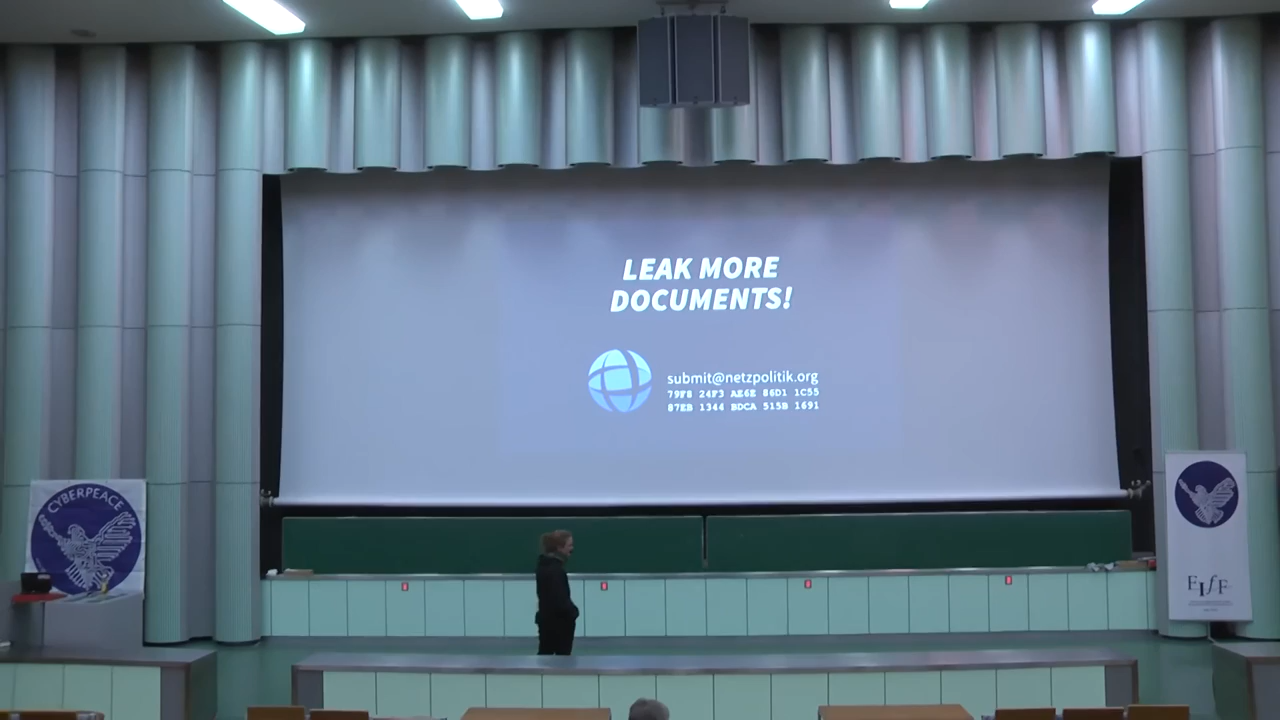 LEAK MORE
DOCUMENTS!
submit@netzpolitik.org
79F8 24F3 AE6E 86D1 1C55
87EB 1344 BDCA 515B 1691
CYBERPEACE
FIfF